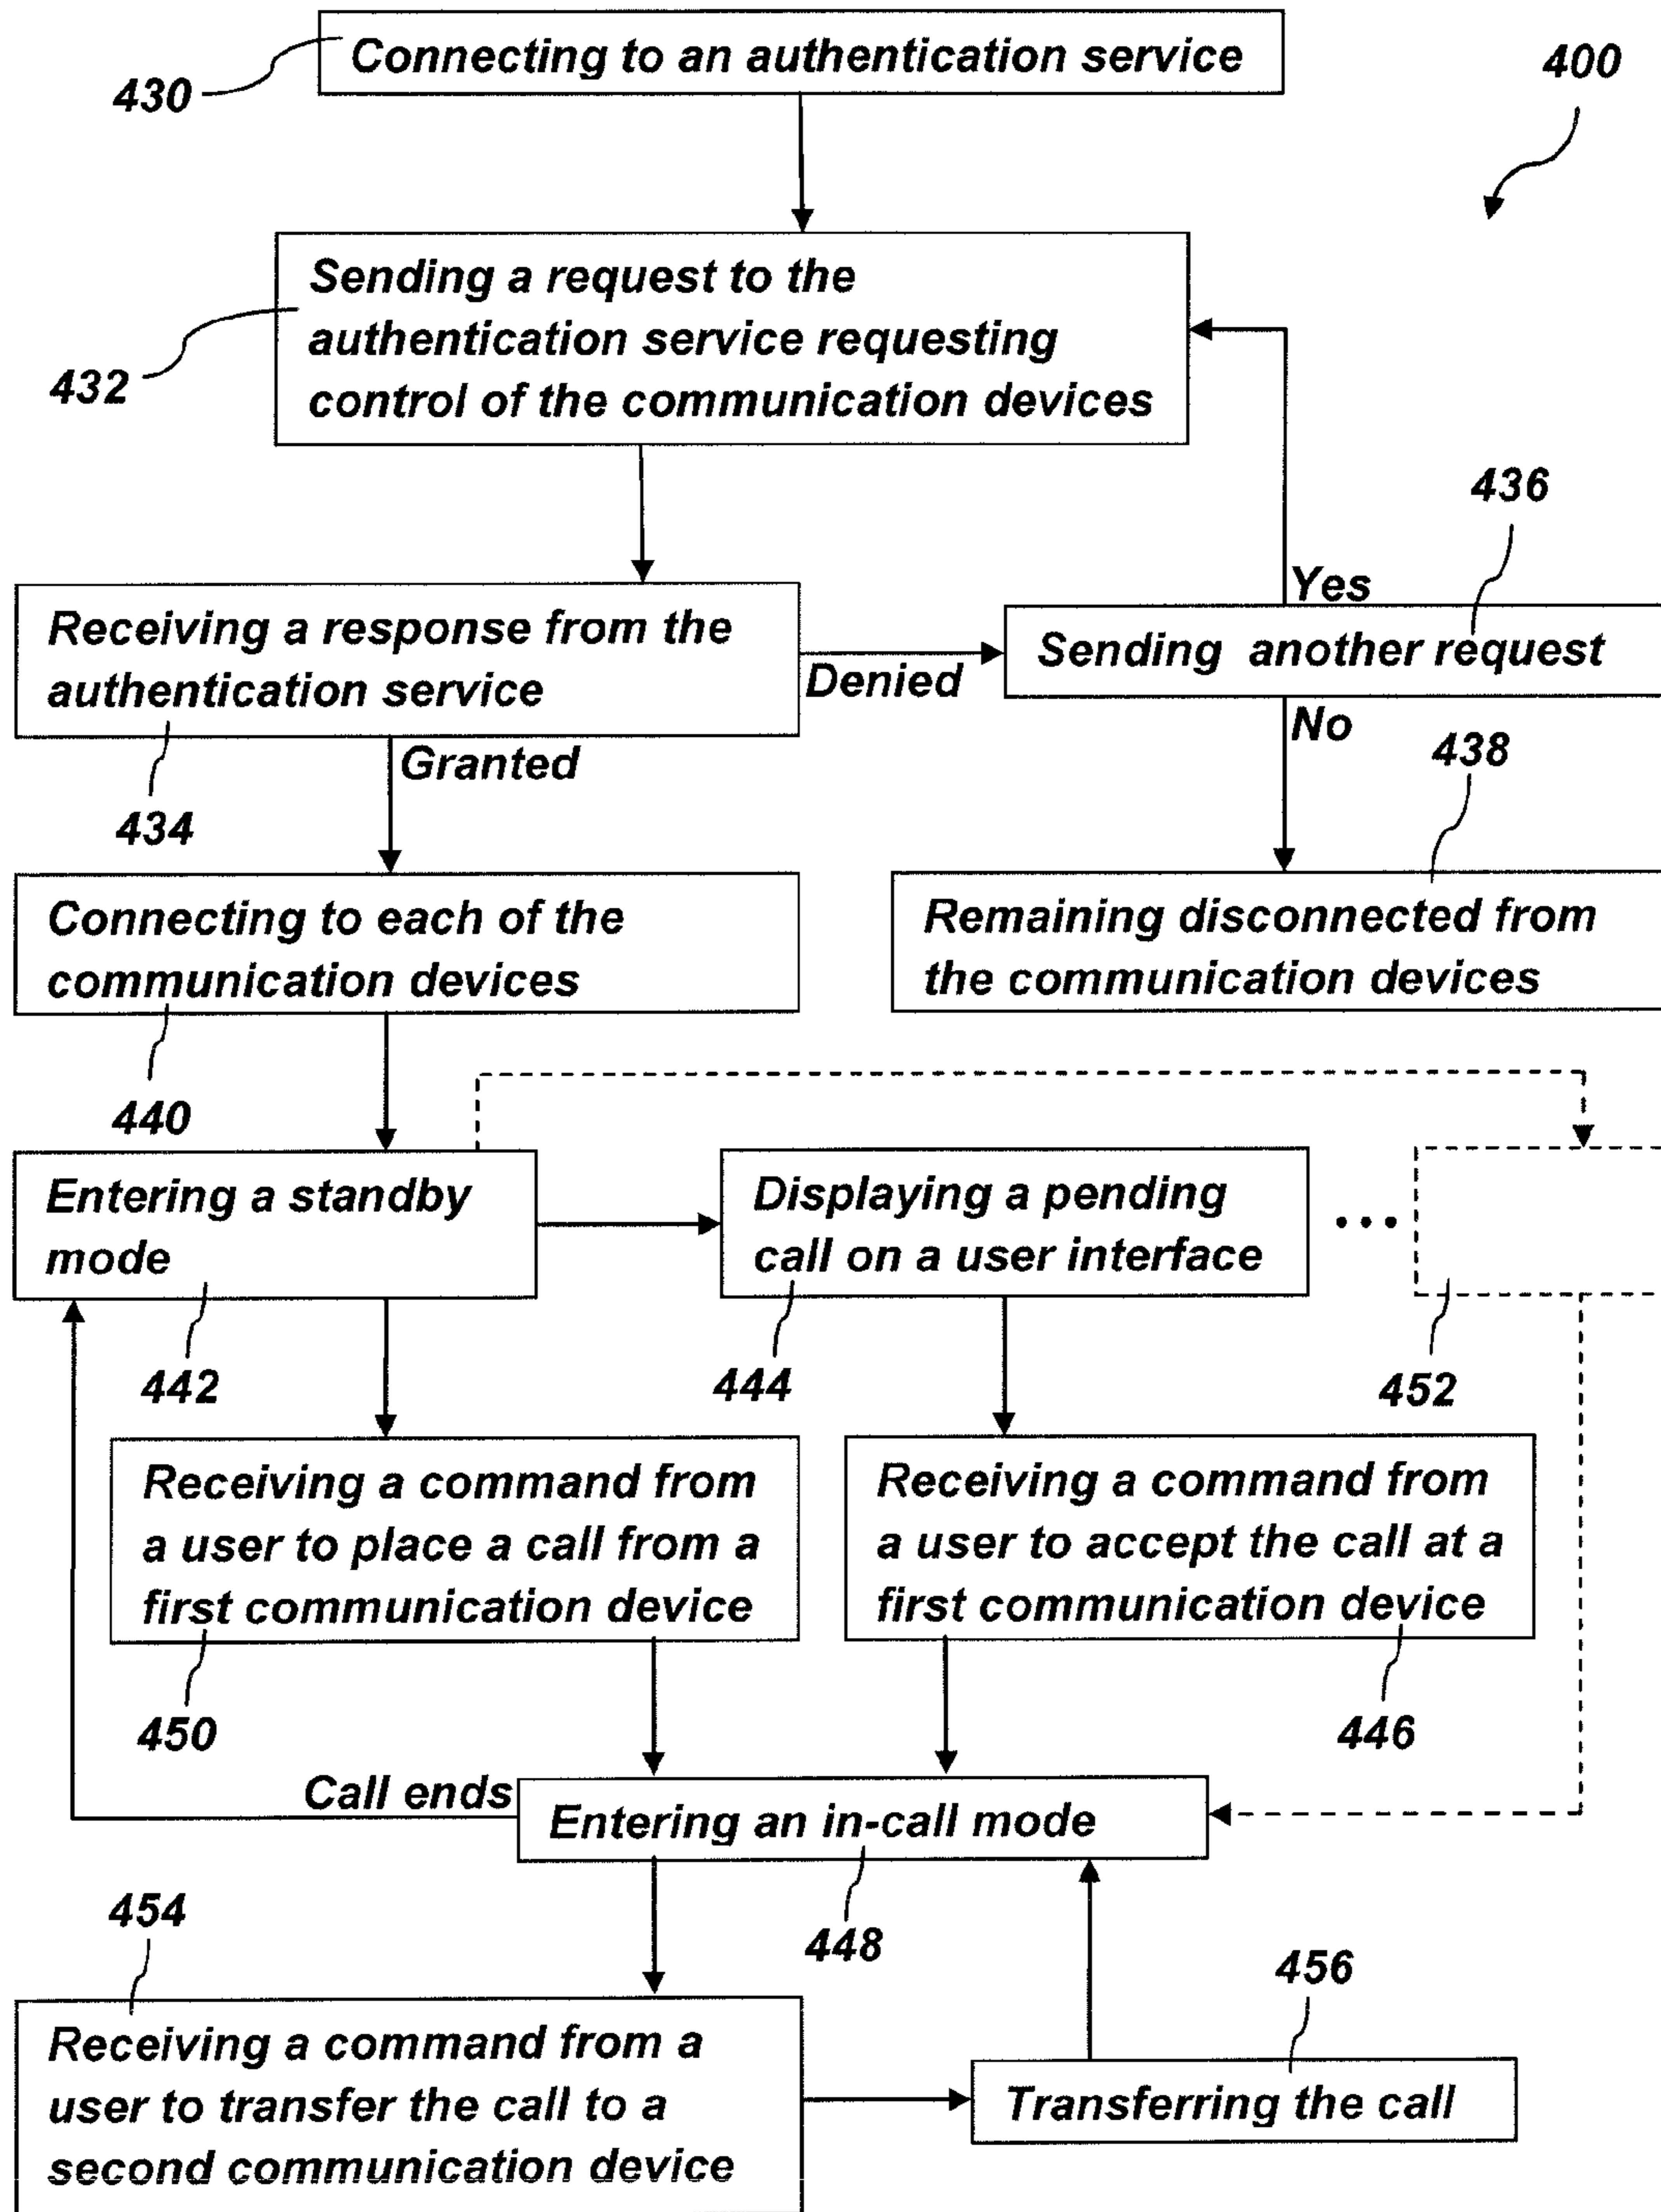 Connecting to an authentication service
430
400
Sending a request to the
authentication service requesting
control of the communication devices
432
436
Yes
Receiving a response from the
authentication service
Denied
Sending another request
No
Granted
434
438
Connecting to each of the
communication devices
Remaining disconnected from
the communication devices
440
Entering a standby
mode
Displaying a pending
call on a user interface
...
442
444
452
Receiving a command from
a user to place a call from a
first communication device
Receiving a command from
a user to accept the call at a
first communication device
450
446
Call ends
Entering an in-call mode
454
448
456
Receiving a command from a
user to transfer the call to a
second communication device
Transferring the call